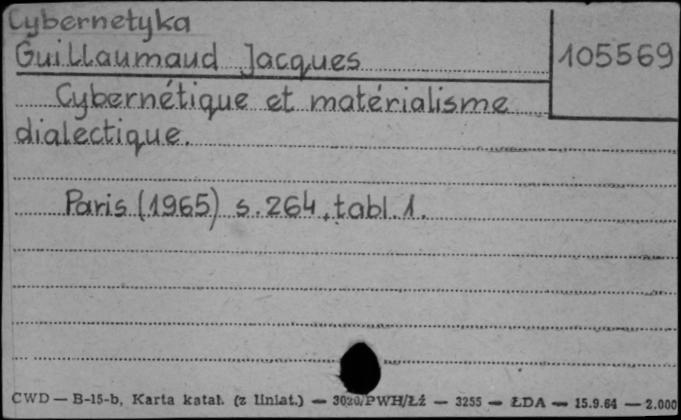 Cybernetyka
Guillaumaud Jacques
105569
Cybernétique et matérialisme
dialectique.
Paris (1965) s. 264, tabl. 1.
CWD — B-15-b, Karta katal. (z liniat.) — 3020/PWH/Łź — 3255 — ŁDA — 15.9.64 — 2.000